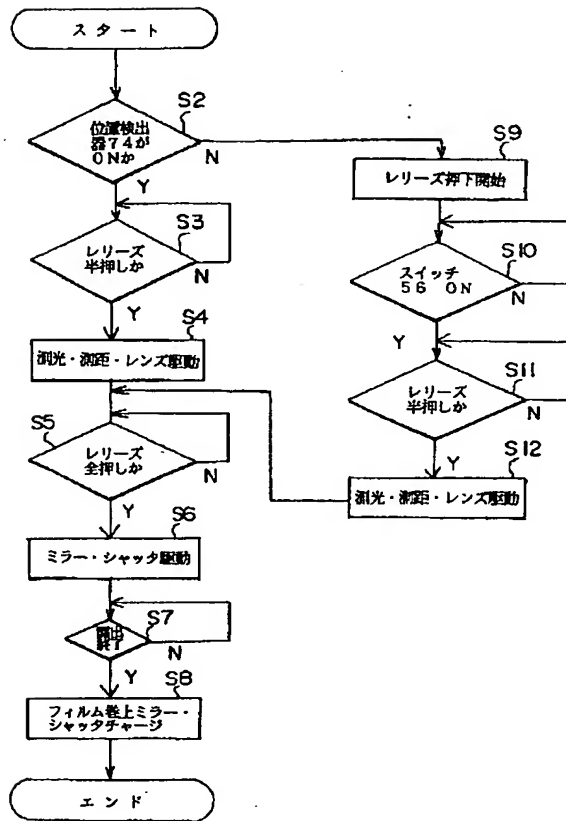 スタート
S2
位置検出
器74が
ONか
N
Y
S3
レリーズ
半押しか
N
Y
S4
測光・測距・レンズ駆動
S5
レリーズ
全押しか
N
Y
S6
ミラー・シャッタ駆動
S7
露出
終了
N
Y
S8
フィルム巻上ミラー・
シャッタチャージ
エンド
S9
レリーズ押下開始
S10
スイッチ
56 ON
N
Y
S11
レリーズ
半押しか
N
Y
S12
測光・測距・レンズ駆動